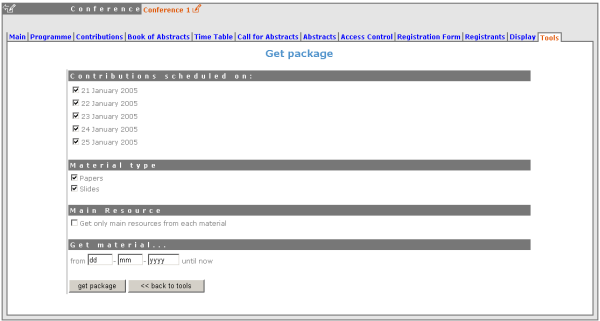 Conference Conference 1
Main Programme Contributions Book of Abstracts Time Table Call for Abstracts Abstracts Access Control Registration Form Registrants Display Tools
Get package
Contributions scheduled on:
21 January 2005
22 January 2005
23 January 2005
24 January 2005
25 January 2005
Material type
Papers
Slides
Main Resource
Get only main resources from each material
Get material...
from dd - mm - yyyy until now
get package << back to tools